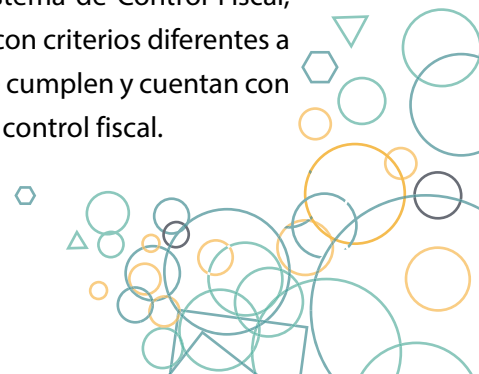 stema de Control Fiscal,
con criterios diferentes a
cumplen y cuentan con
control fiscal.